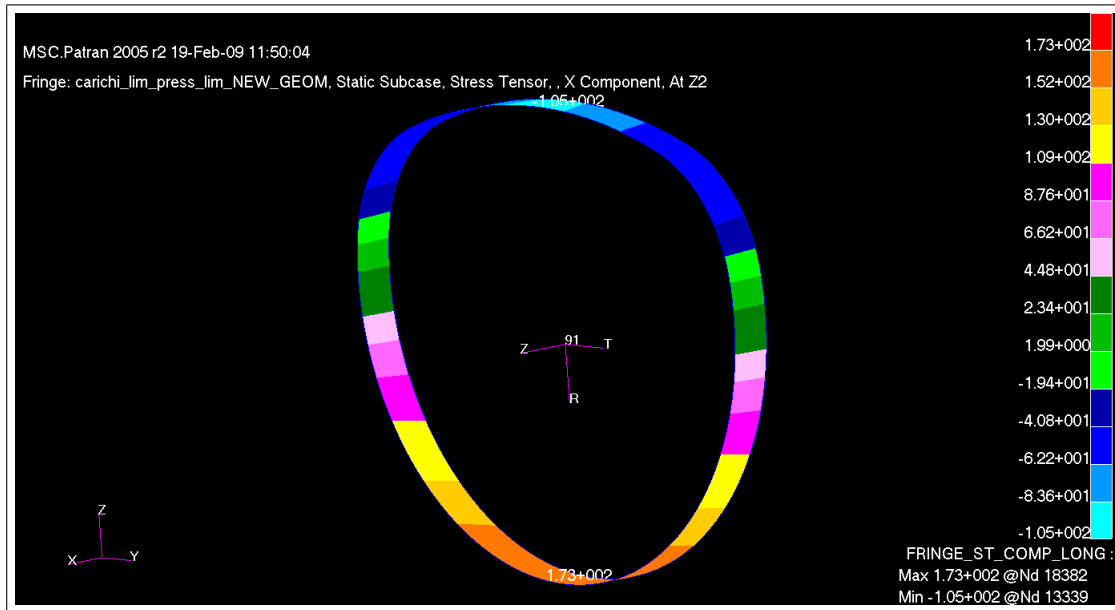 MSC.Patran 2005 r2 19-Feb-09 11:50:04
Fringe: carichi_lim_press_lim_NEW_GEOM, Static Subcase, Stress Tensor, , X Component, At Z2
-1.05+002
1.73+002
1.52+002
1.30+002
1.09+002
8.76+001
6.62+001
4.48+001
2.34+001
1.99+000
-1.94+001
-4.08+001
-6.22+001
-8.36+001
-1.05+002
91
Z
T
R
Z
X
Y
1.73+002
FRINGE_ST_COMP_LONG :
Max 1.73+002 @Nd 18382
Min -1.05+002 @Nd 13339